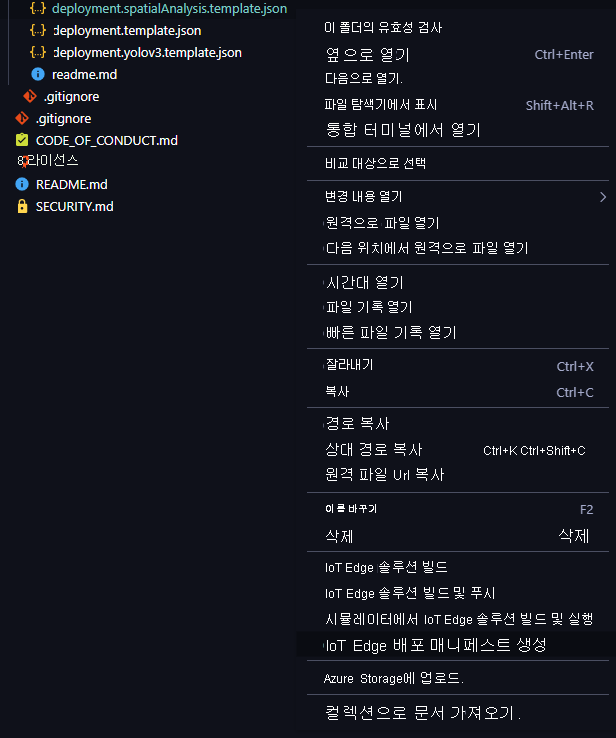 deployment.spatialAnalysis.template.json
deployment.template.json
deployment.yolov3.template.json
readme.md
.gitignore
.gitignore
CODE_OF_CONDUCT.md
라이선스
README.md
SECURITY.md
이 폴더의 유효성 검사
옆으로 열기 Ctrl+Enter
다음으로 열기.
파일 탐색기에서 표시 Shift+Alt+R
통합 터미널에서 열기
비교 대상으로 선택
변경 내용 열기
원격으로 파일 열기
다음 위치에서 원격으로 파일 열기
시간대 열기
파일 기록 열기
빠른 파일 기록 열기
잘라내기 Ctrl+X
복사 Ctrl+C
경로 복사
상대 경로 복사 Ctrl+K Ctrl+Shift+C
원격 파일 Url 복사
이름 바꾸기 F2
삭제 삭제
IoT Edge 솔루션 빌드
IoT Edge 솔루션 빌드 및 푸시
시뮬레이터에서 IoT Edge 솔루션 빌드 및 실행
IoT Edge 배포 매니페스트 생성
Azure Storage에 업로드.
컬렉션으로 문서 가져오기.